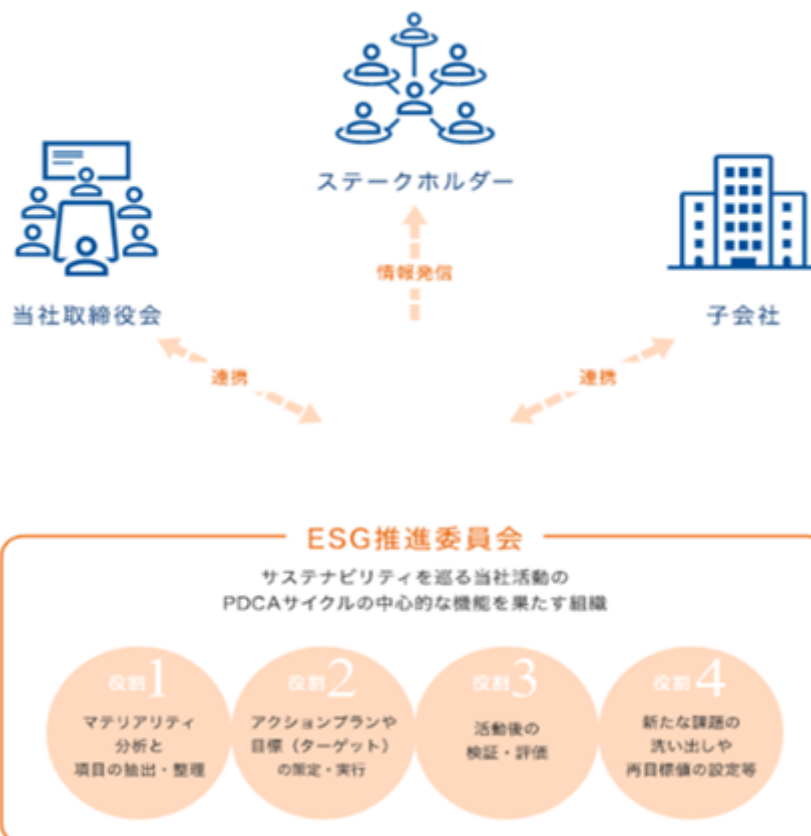 ステークホルダー
情報発信
当社取締役会
子会社
連携
連携
ESG推進委員会
サステナビリティを巡る当社活動の
PDCAサイクルの中心的な機能を果たす組織
役割1
マテリアリティ
分析と
項目の抽出・整理
役割2
アクションプランや
目標（ターゲット）
の策定・実行
役割3
活動後の
検証・評価
役割4
新たな課題の
洗い出しや
再目標値の設定等